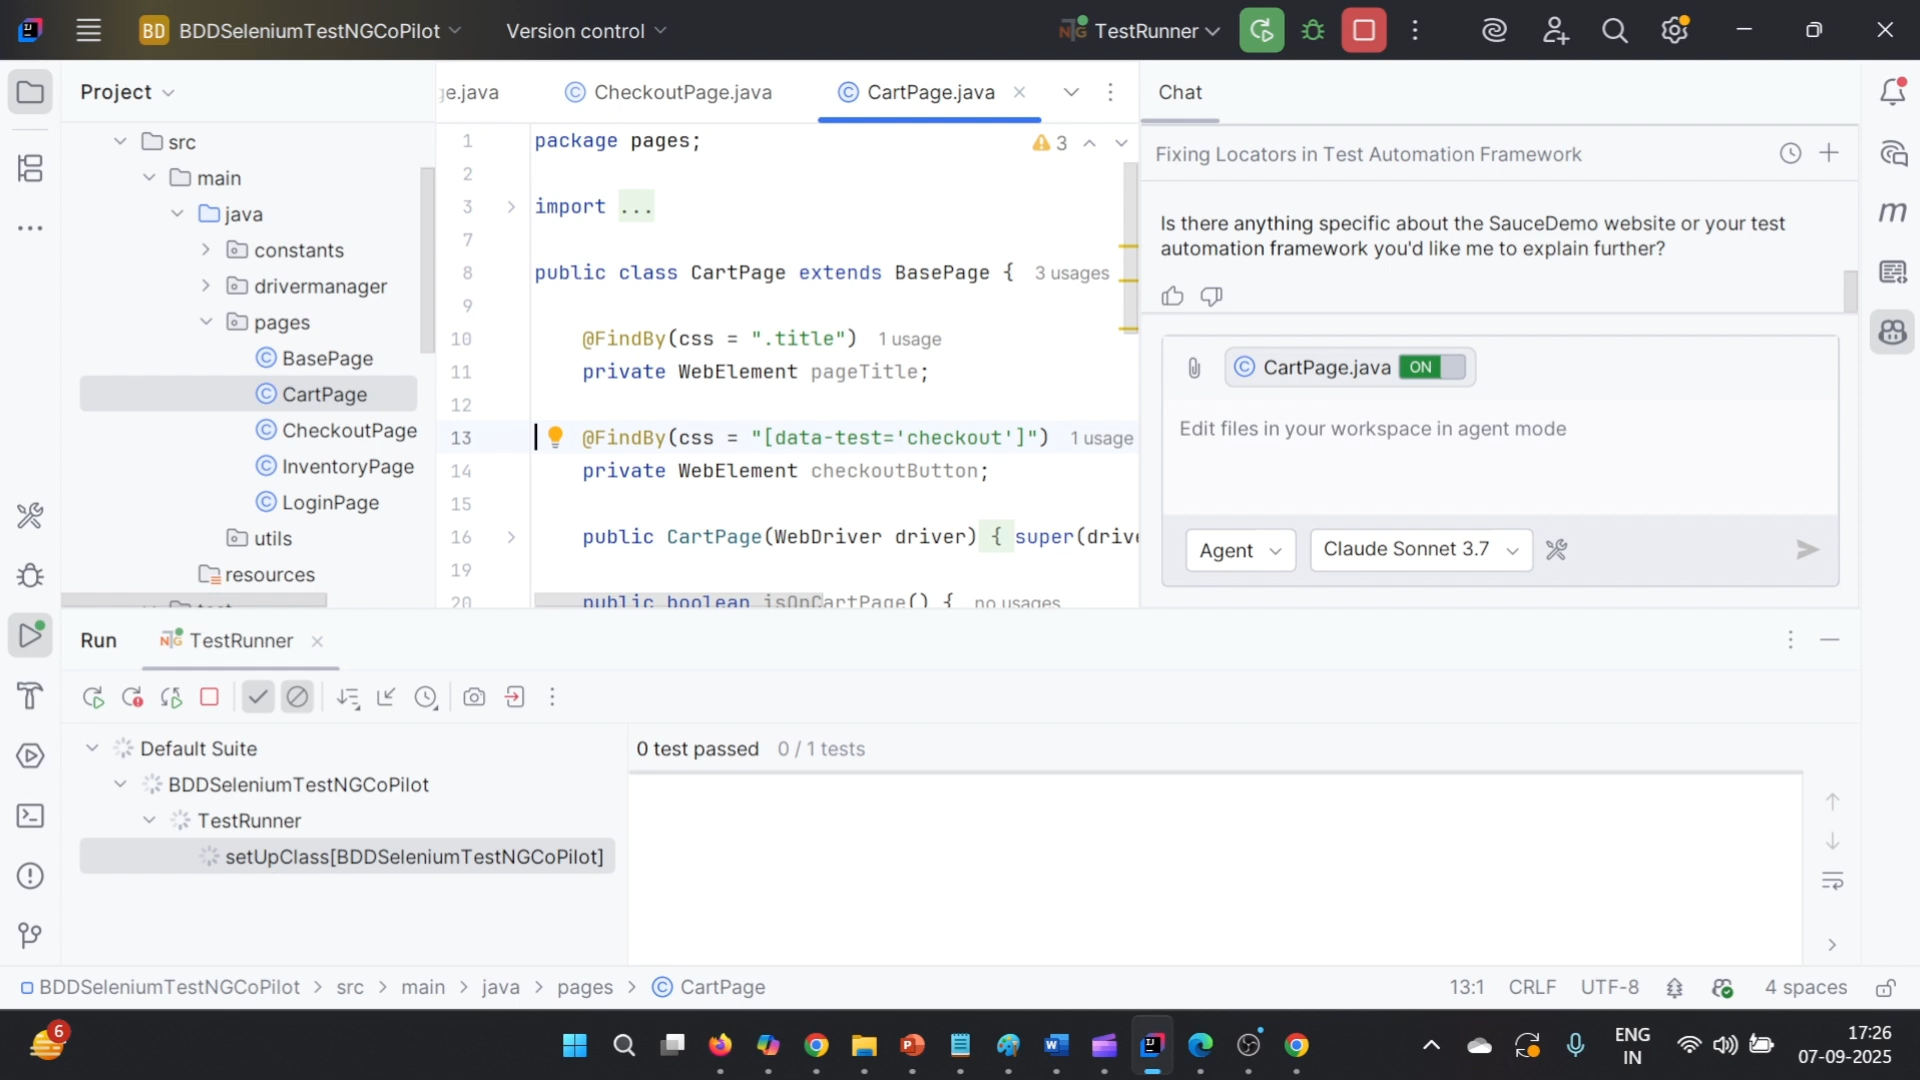 BD BDDSeleniumTestNGCoPilot Version control TestRunner
Project
ge.java CheckoutPage.java CartPage.java
Chat
src
main
java
constants
drivermanager
pages
BasePage
CartPage
CheckoutPage
InventoryPage
LoginPage
utils
resources
1 package pages;
3
2
3 import ...
7
8 public class CartPage extends BasePage { 3 usages
9
10 @FindBy(css = ".title") 1 usage
11 private WebElement pageTitle;
12
13 @FindBy(css = "[data-test='checkout']") 1 usage
14 private WebElement checkoutButton;
15
16 public CartPage(WebDriver driver) { super(drive
19
20 public boolean isOnCartPage() { no usages
Fixing Locators in Test Automation Framework
Is there anything specific about the SauceDemo website or your test
automation framework you'd like me to explain further?
CartPage.java ON
Edit files in your workspace in agent mode
Agent Claude Sonnet 3.7
m
Run TestRunner
Default Suite
BDDSeleniumTestNGCoPilot
TestRunner
setUpClass[BDDSeleniumTestNGCoPilot]
0 test passed 0 / 1 tests
BDDSeleniumTestNGCoPilot > src > main > java > pages > CartPage
13:1 CRLF UTF-8 4 spaces
6
ENG
IN
17:26
07-09-2025